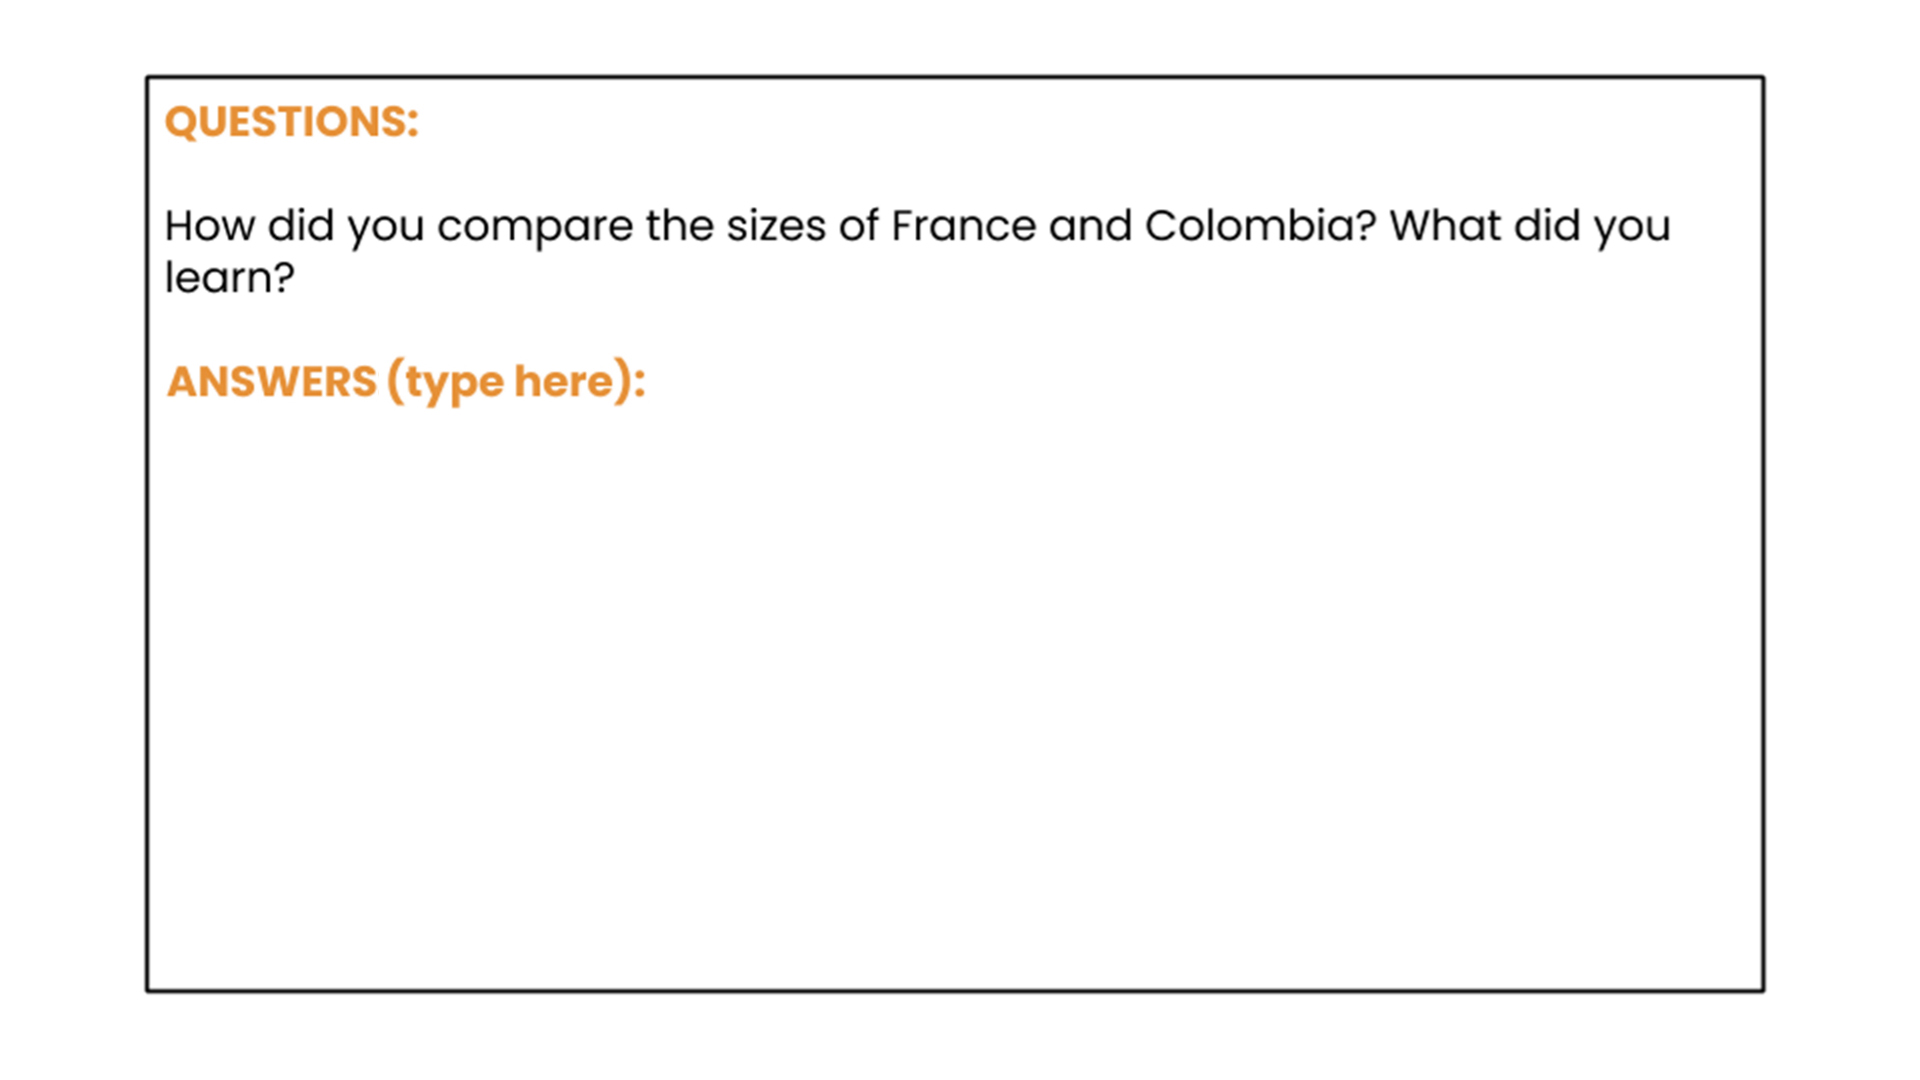 QUESTIONS:
How did you compare the sizes of France and Colombia? What did you
learn?
ANSWERS (type here):